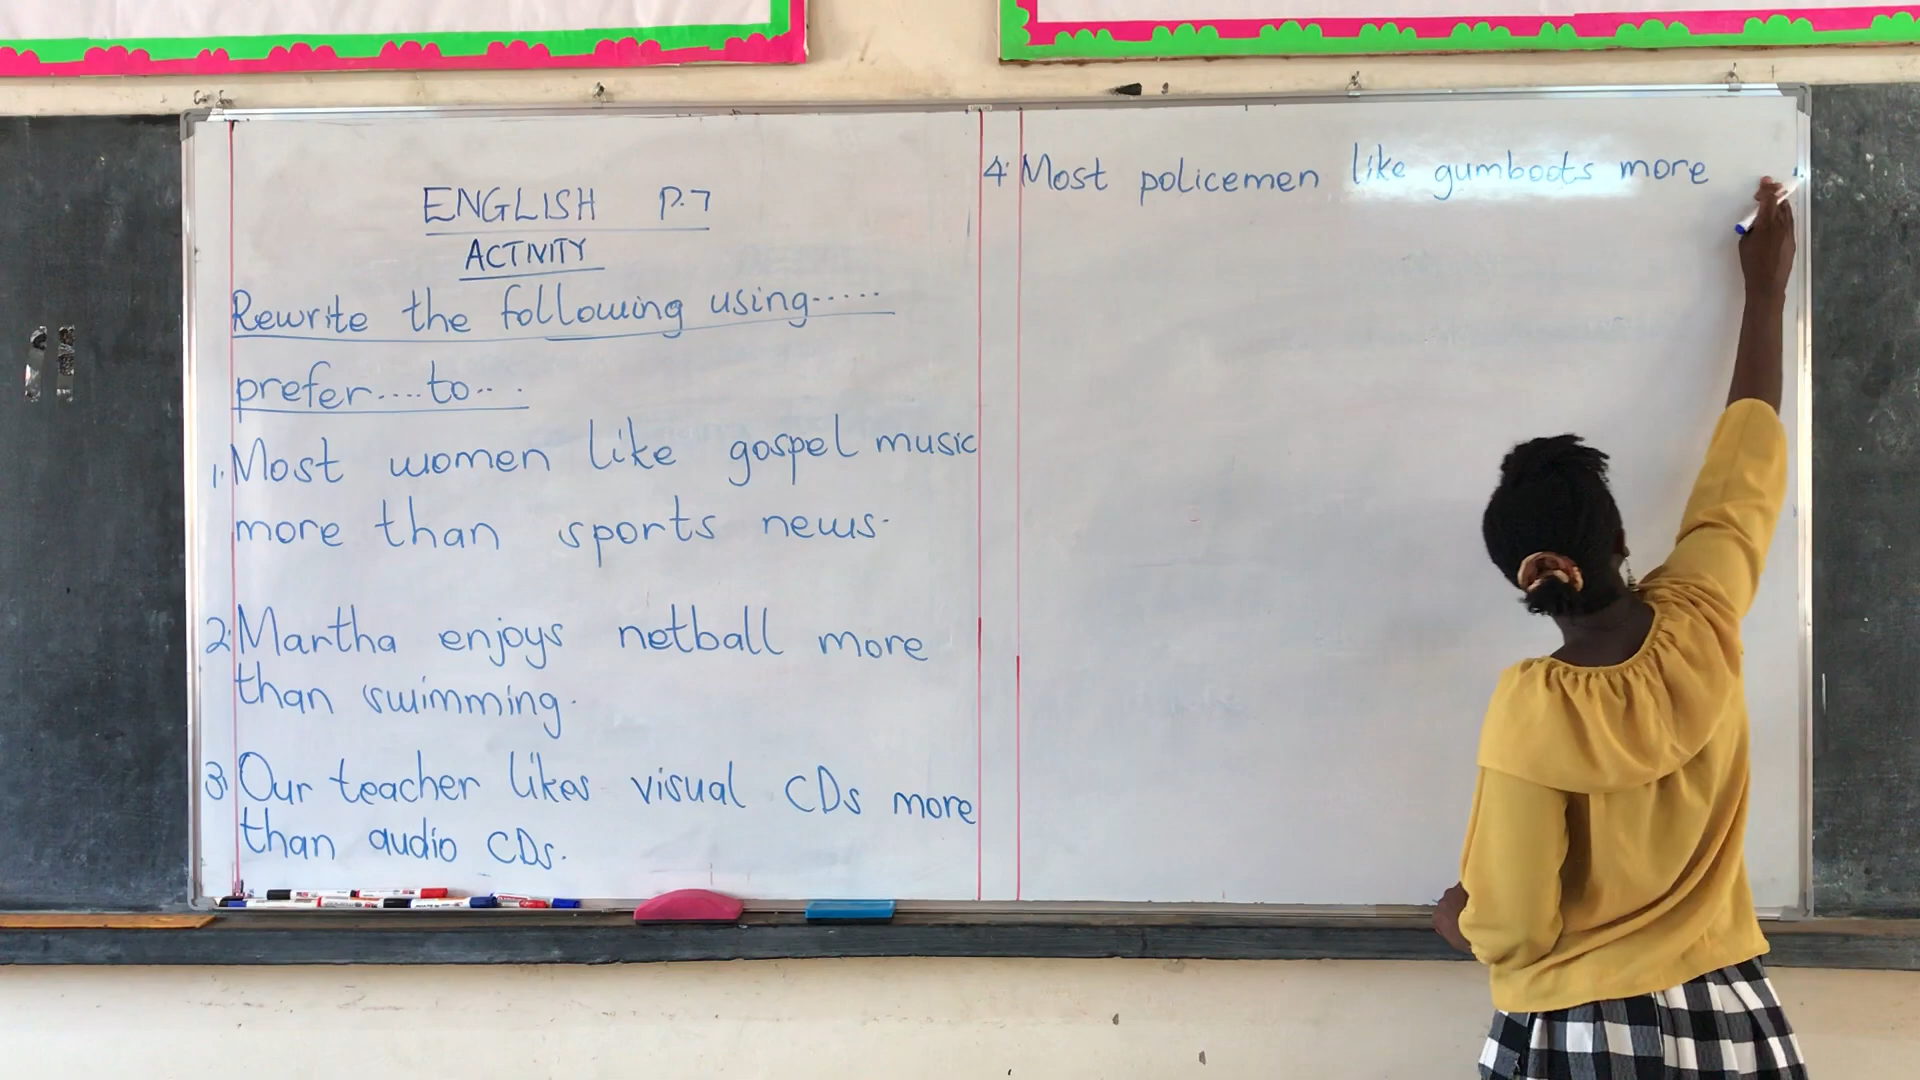 ENGLISH P.7
ACTIVITY
Rewrite the following using.....
prefer....to...
1. Most women like gospel music
more than sports news.
2. Martha enjoys netball more
than swimming.
3. Our teacher likes visual CDs more
than audio CDs.
4. Most policemen like gumboots more